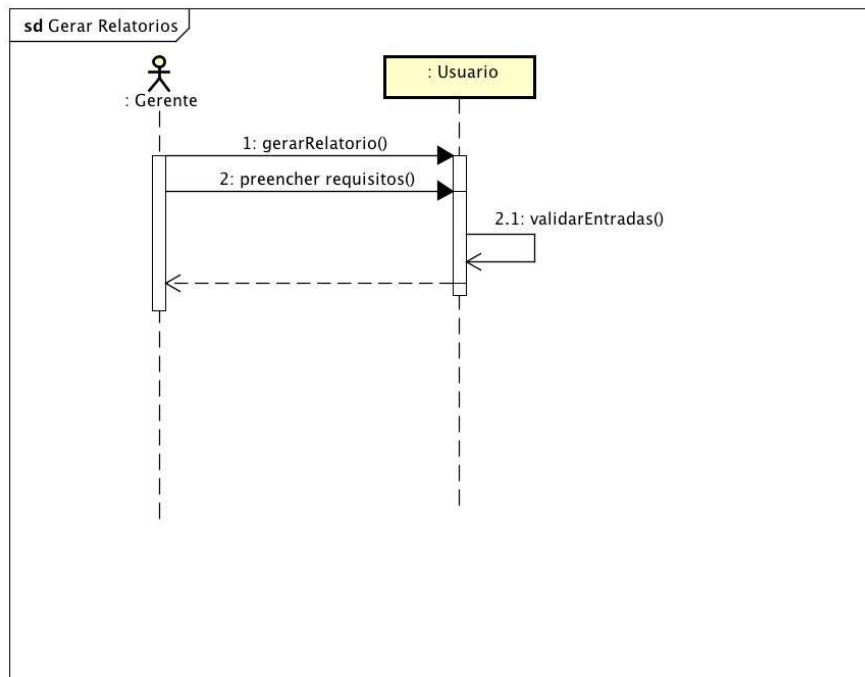 sd Gerar Relatorios
: Gerente
: Usuario
1: gerarRelatorio()
2: preencher requisitos()
2.1: validarEntradas()